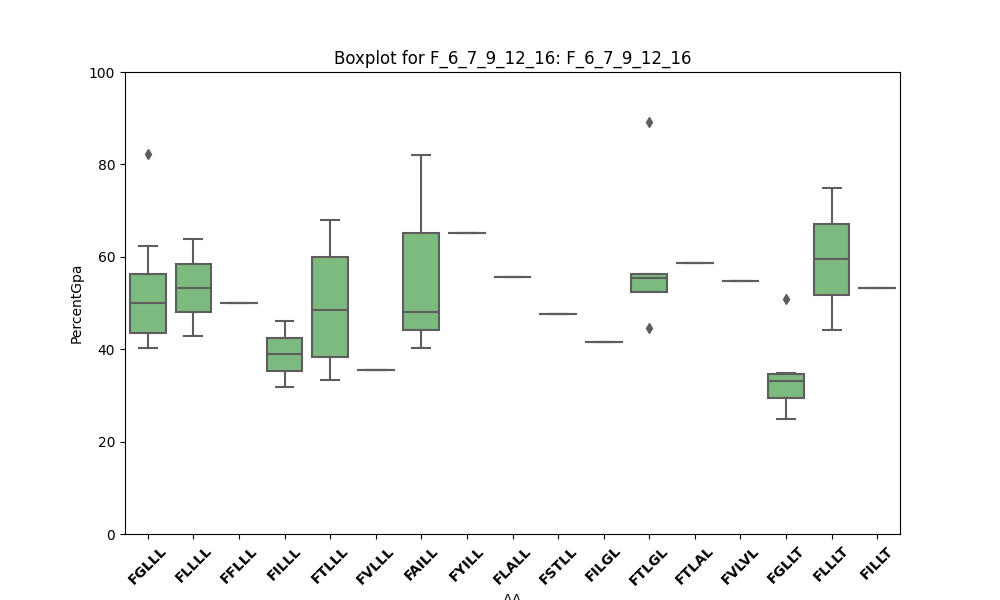 Boxplot for F_6_7_9_12_16: F_6_7_9_12_16
PercentGpa
100
80
60
40
20
0
FGLLL FLLLL FFLLL FILLL FTLLL FVLLL FAILL FYILL FLALL FSTLL FILGL FTLGL FTLAL FVLVL FGLLT FLLLT FILLT
AA